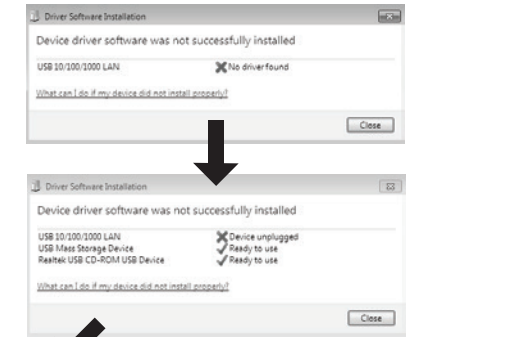 Driver Software Installation
Device driver software was not successfully installed
USB 10/100/1000 LAN No driver found
What can I do if my device did not install properly?
Close
Driver Software Installation
Device driver software was not successfully installed
USB 10/100/1000 LAN Device unplugged
USB Mass Storage Device Ready to use
Realtek USB CD-ROM USB Device Ready to use
What can I do if my device did not install properly?
Close